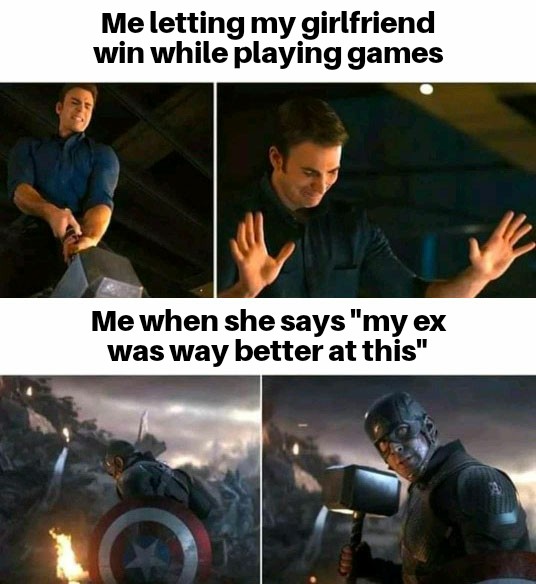 Me letting my girlfriend
win while playing games
Me when she says "my ex
was way better at this"